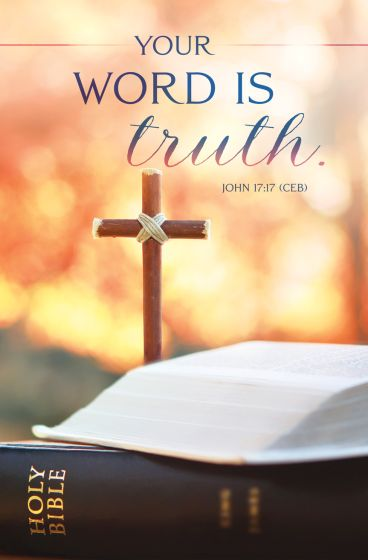 YOUR
WORD IS
truth.
JOHN 17:17 (CEB)
HOLY
BIBLE